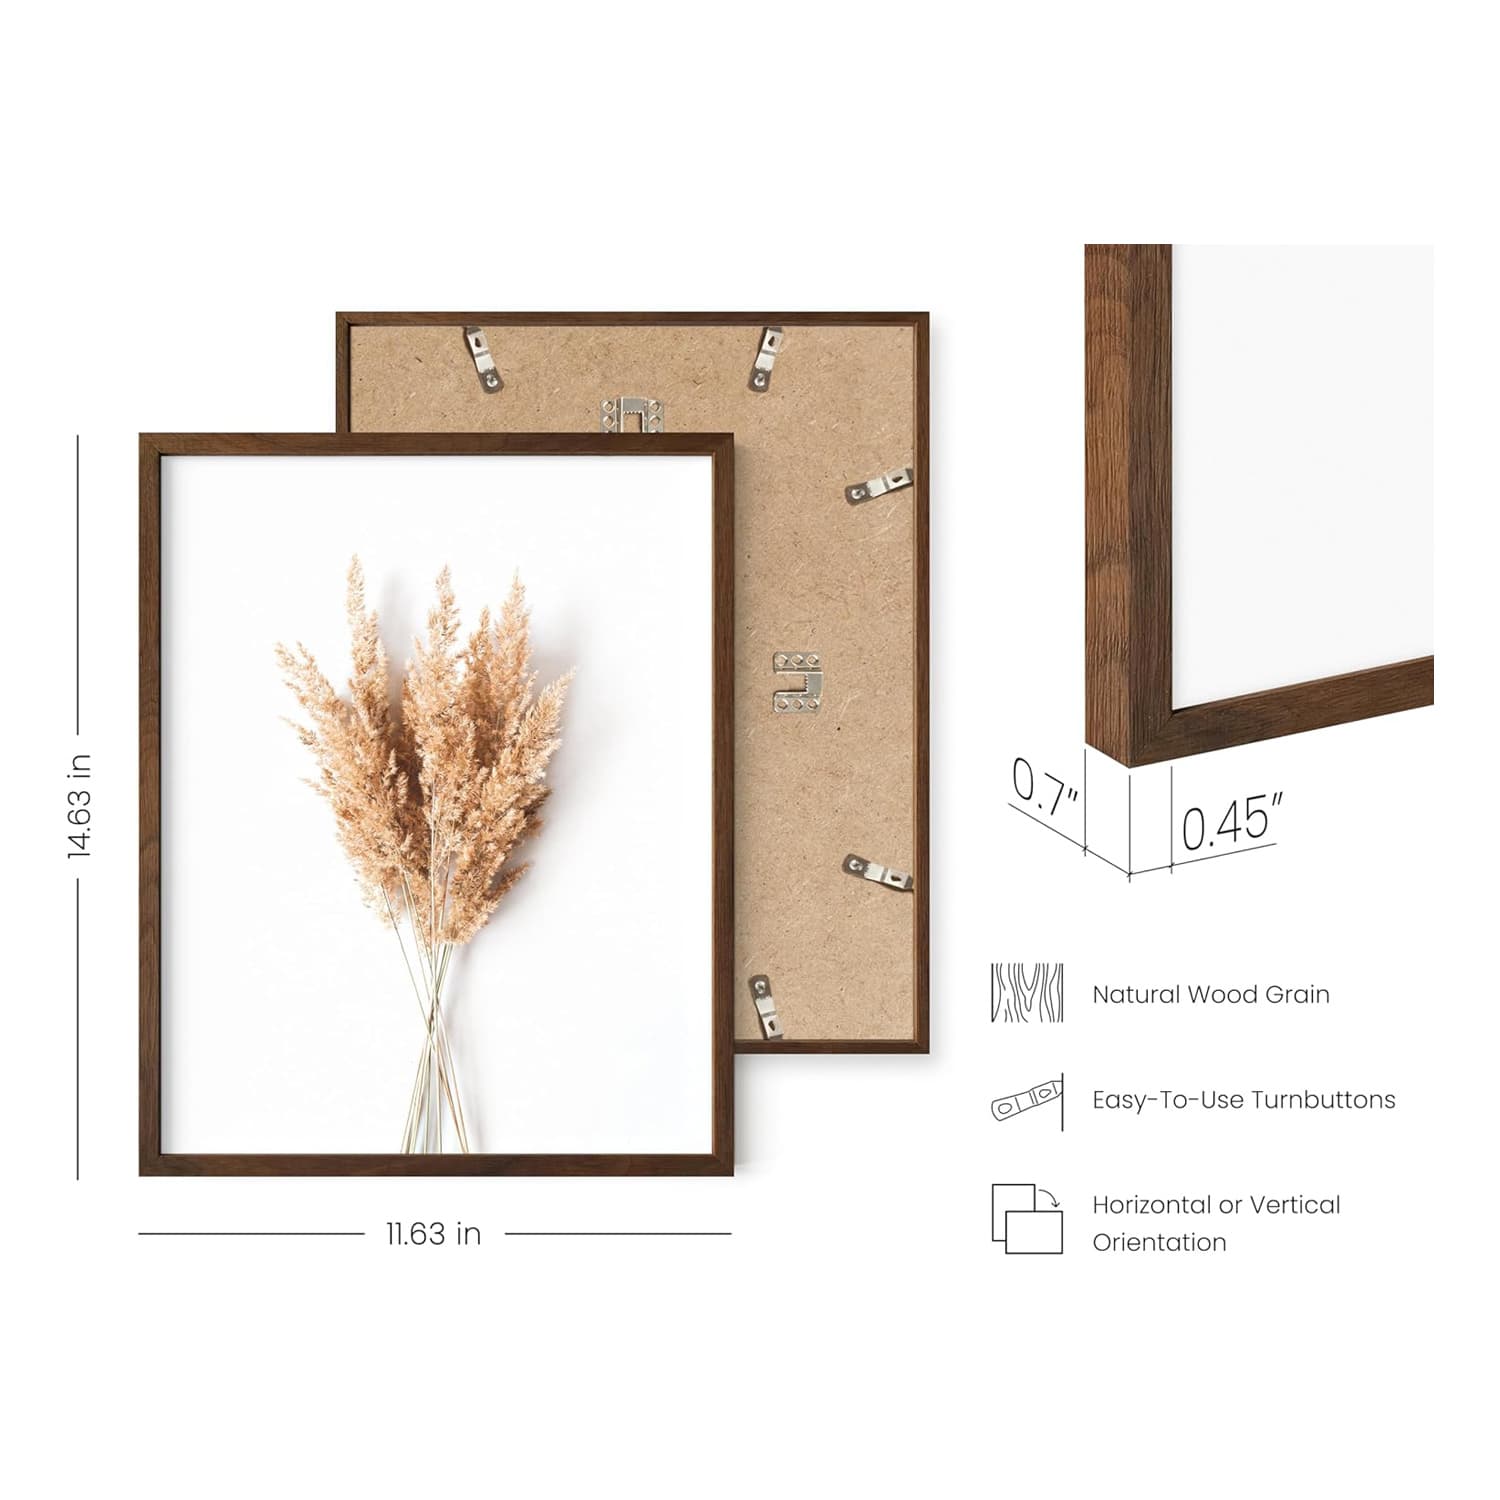 14.63 in
11.63 in
0.7"
0.45"
Natural Wood Grain
Easy-To-Use Turnbuttons
Horizontal or Vertical
Orientation